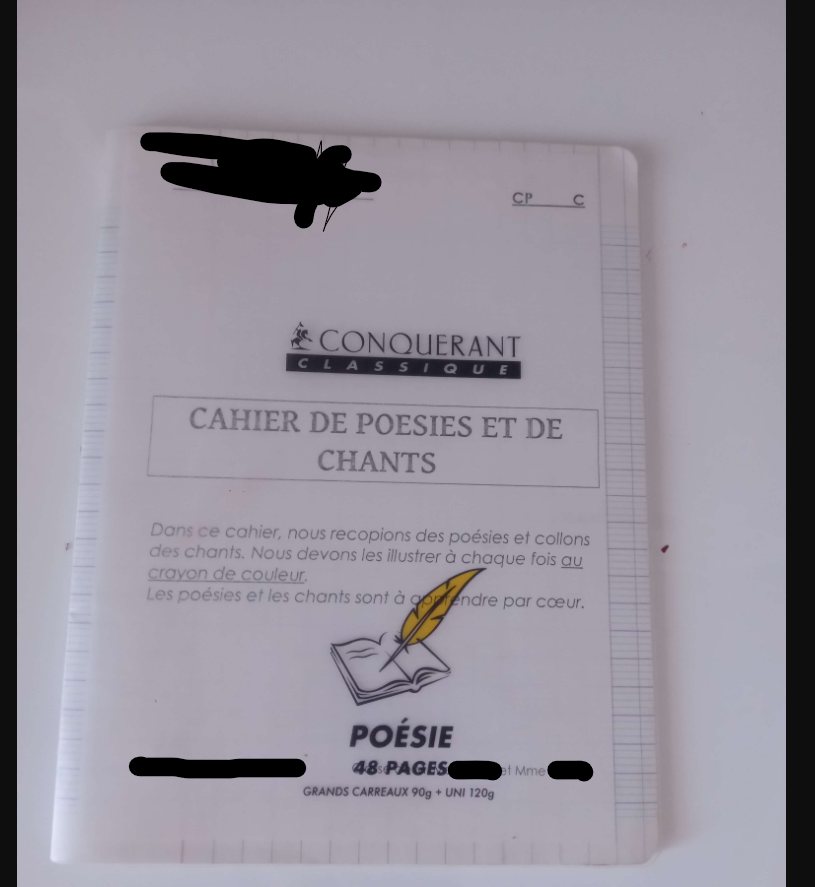 CP C
CONQUERANT
CLASSIQUE
CAHIER DE POESIES ET DE
CHANTS
Dans ce cahier, nous recopions des poésies et collons
des chants. Nous devons les illustrer à chaque fois au
crayon de couleur.
Les poésies et les chants sont à apprendre par cœur.
POÉSIE
48 PAGES et Mme
GRANDS CARREAUX 90g + UNI 120g